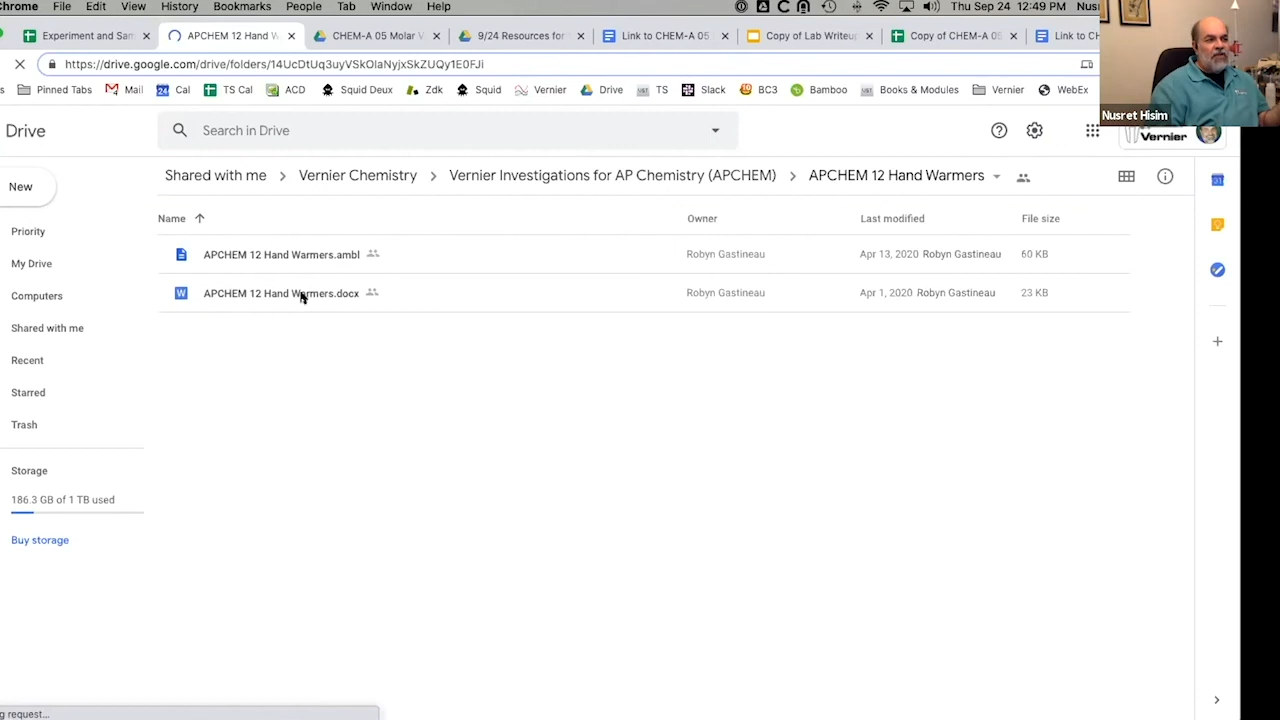 Chrome File Edit View History Bookmarks People Tab Window Help Thu Sep 24 12:49 PM Nus
Experiment and Sam APCHEM 12 Hand W CHEM-A 05 Molar V 9/24 Resources for Link to CHEM-A 05 Copy of Lab Writeup Copy of CHEM-A 05 Link to CH
https://drive.google.com/drive/folders/14UcDtUq3uyVSkOlaNyjxSkZUQy1E0FJi
s Pinned Tabs Mail Cal TS Cal ACD Squid Deux Zdk Squid Vernier Drive TS Slack BC3 Bamboo Books & Modules Vernier WebEx
Nusret Hisim
Drive Search in Drive Vernier
Shared with me Vernier Chemistry Vernier Investigations for AP Chemistry (APCHEM) APCHEM 12 Hand Warmers
New
Name Owner Last modified File size
APCHEM 12 Hand Warmers.ambl Robyn Gastineau Apr 13, 2020 Robyn Gastineau 60 KB
APCHEM 12 Hand Warmers.docx Robyn Gastineau Apr 1, 2020 Robyn Gastineau 23 KB
Priority
My Drive
Computers
Shared with me
Recent
Starred
Trash
Storage
186.3 GB of 1 TB used
Buy storage
g request...